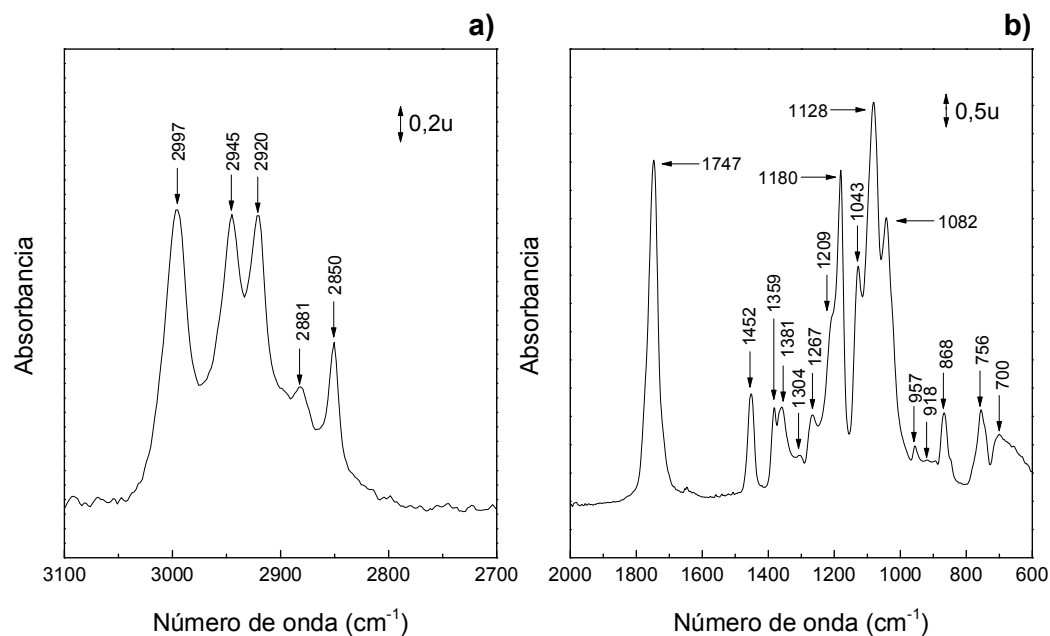 a)
0,2u
2997
2945
2920
2881
2850
Absorbancia
3100 3000 2900 2800 2700
Número de onda (cm⁻¹)
b)
0,5u
1128
1747
1180
1043
1082
1209
1452
1359
1381
1304
1267
957
918
868
756
700
Absorbancia
2000 1800 1600 1400 1200 1000 800 600
Número de onda (cm⁻¹)